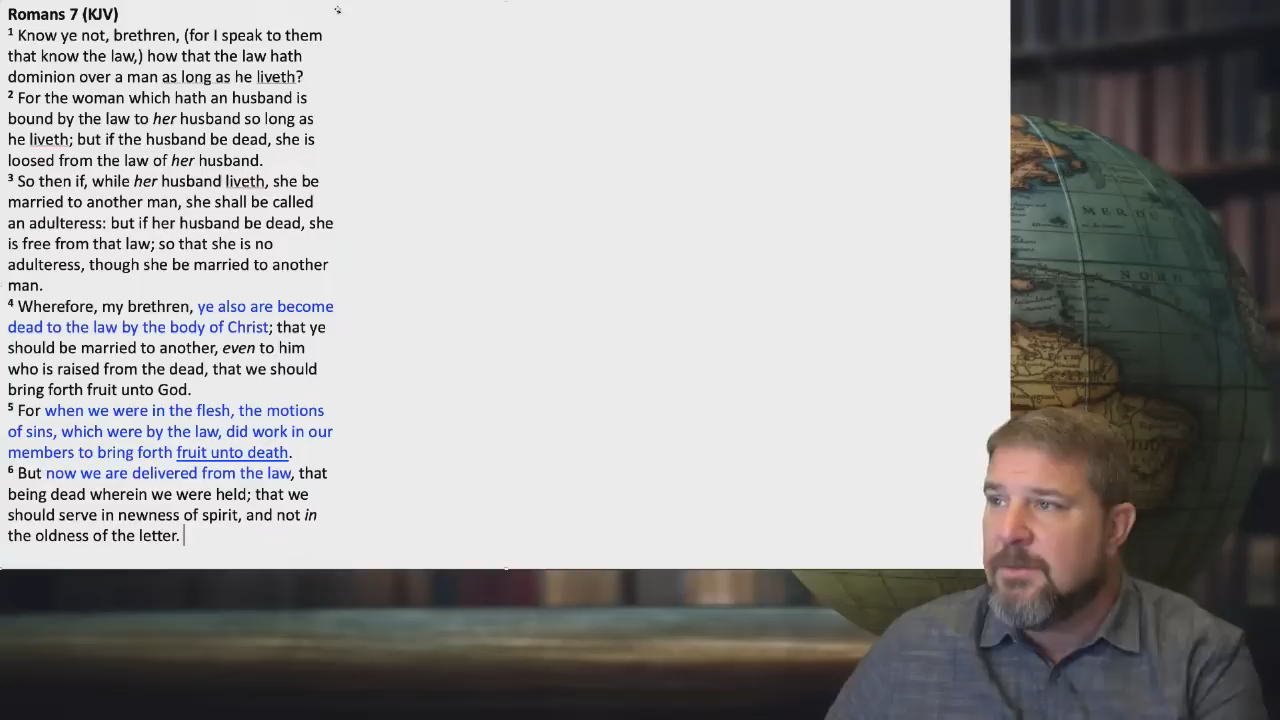 Romans 7 (KJV)
1 Know ye not, brethren, (for I speak to them
that know the law,) how that the law hath
dominion over a man as long as he liveth?
2 For the woman which hath an husband is
bound by the law to her husband so long as
he liveth; but if the husband be dead, she is
loosed from the law of her husband.
3 So then if, while her husband liveth, she be
married to another man, she shall be called
an adulteress: but if her husband be dead, she
is free from that law; so that she is no
adulteress, though she be married to another
man.
4 Wherefore, my brethren, ye also are become
dead to the law by the body of Christ; that ye
should be married to another, even to him
who is raised from the dead, that we should
bring forth fruit unto God.
5 For when we were in the flesh, the motions
of sins, which were by the law, did work in our
members to bring forth fruit unto death.
6 But now we are delivered from the law, that
being dead wherein we were held; that we
should serve in newness of spirit, and not in
the oldness of the letter.
MER DU
NORD